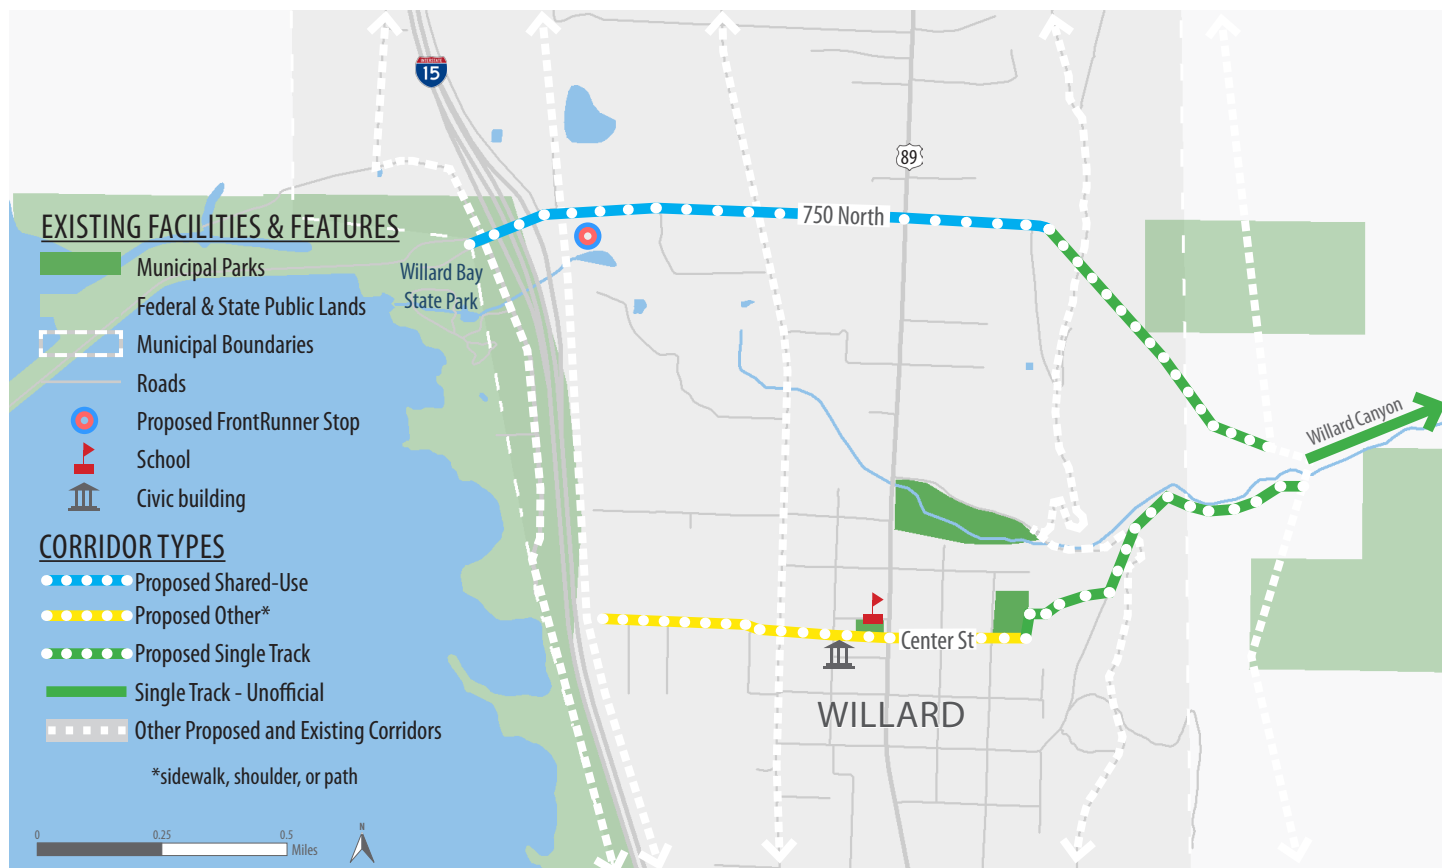 INTERSTATE
15
89
750 North
EXISTING FACILITIES & FEATURES
Municipal Parks
Federal & State Public Lands
Municipal Boundaries
Roads
Proposed FrontRunner Stop
School
Civic building
CORRIDOR TYPES
Proposed Shared-Use
Proposed Other*
Proposed Single Track
Single Track - Unofficial
Other Proposed and Existing Corridors
*sidewalk, shoulder, or path
0 0.25 0.5
Miles
N
Willard Bay
State Park
Willard Canyon
Center St
WILLARD